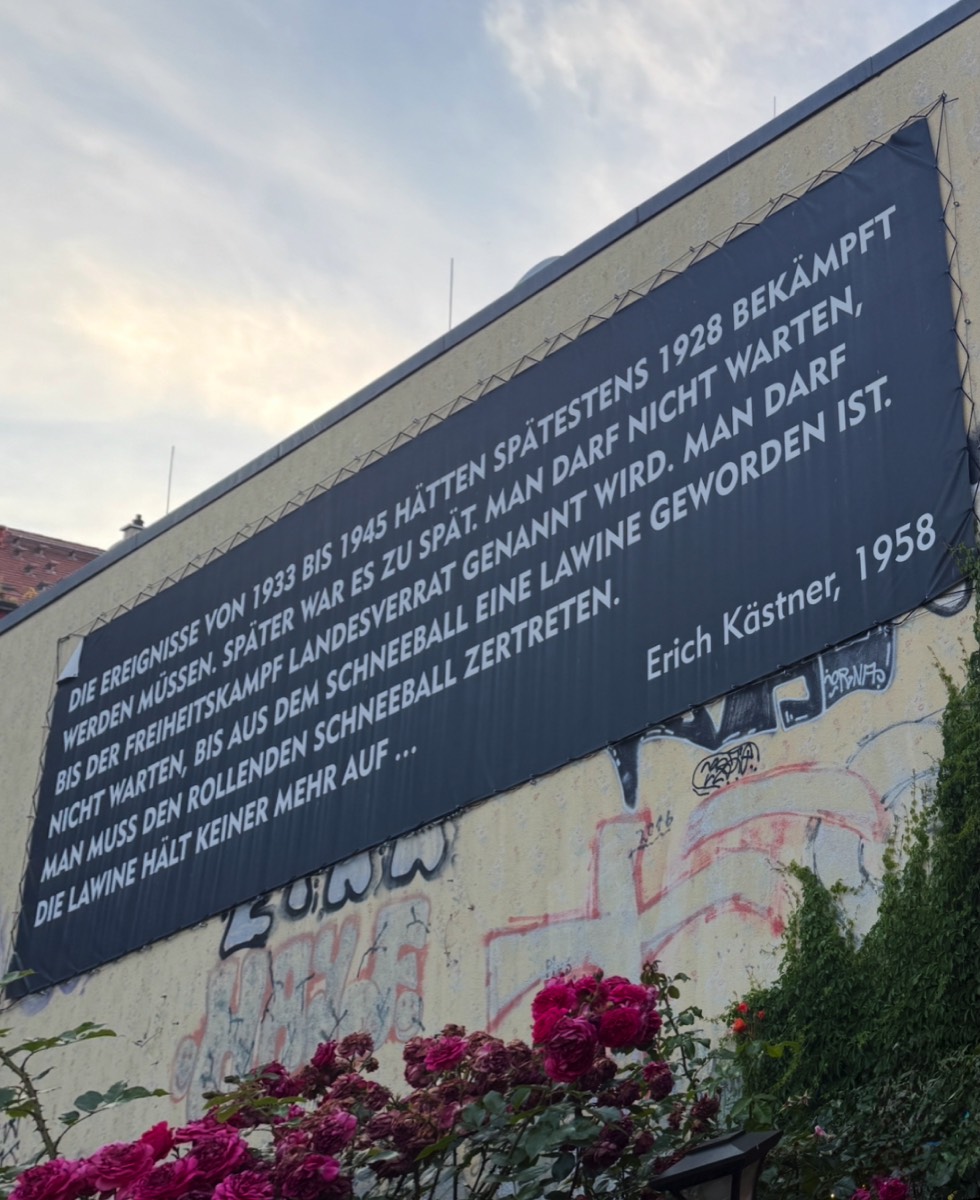 DIE EREIGNISSE VON 1933 BIS 1945 HÄTTEN SPÄTESTENS 1928 BEKÄMPFT
WERDEN MÜSSEN. SPÄTER WAR ES ZU SPÄT. MAN DARF NICHT WARTEN,
BIS DER FREIHEITSKAMPF LANDESVERRAT GENANNT WIRD. MAN DARF
NICHT WARTEN, BIS AUS DEM SCHNEEBALL EINE LAWINE GEWORDEN IST.
MAN MUSS DEN ROLLENDEN SCHNEEBALL ZERTRETEN.
DIE LAWINE HÄLT KEINER MEHR AUF ...
Erich Kästner, 1958